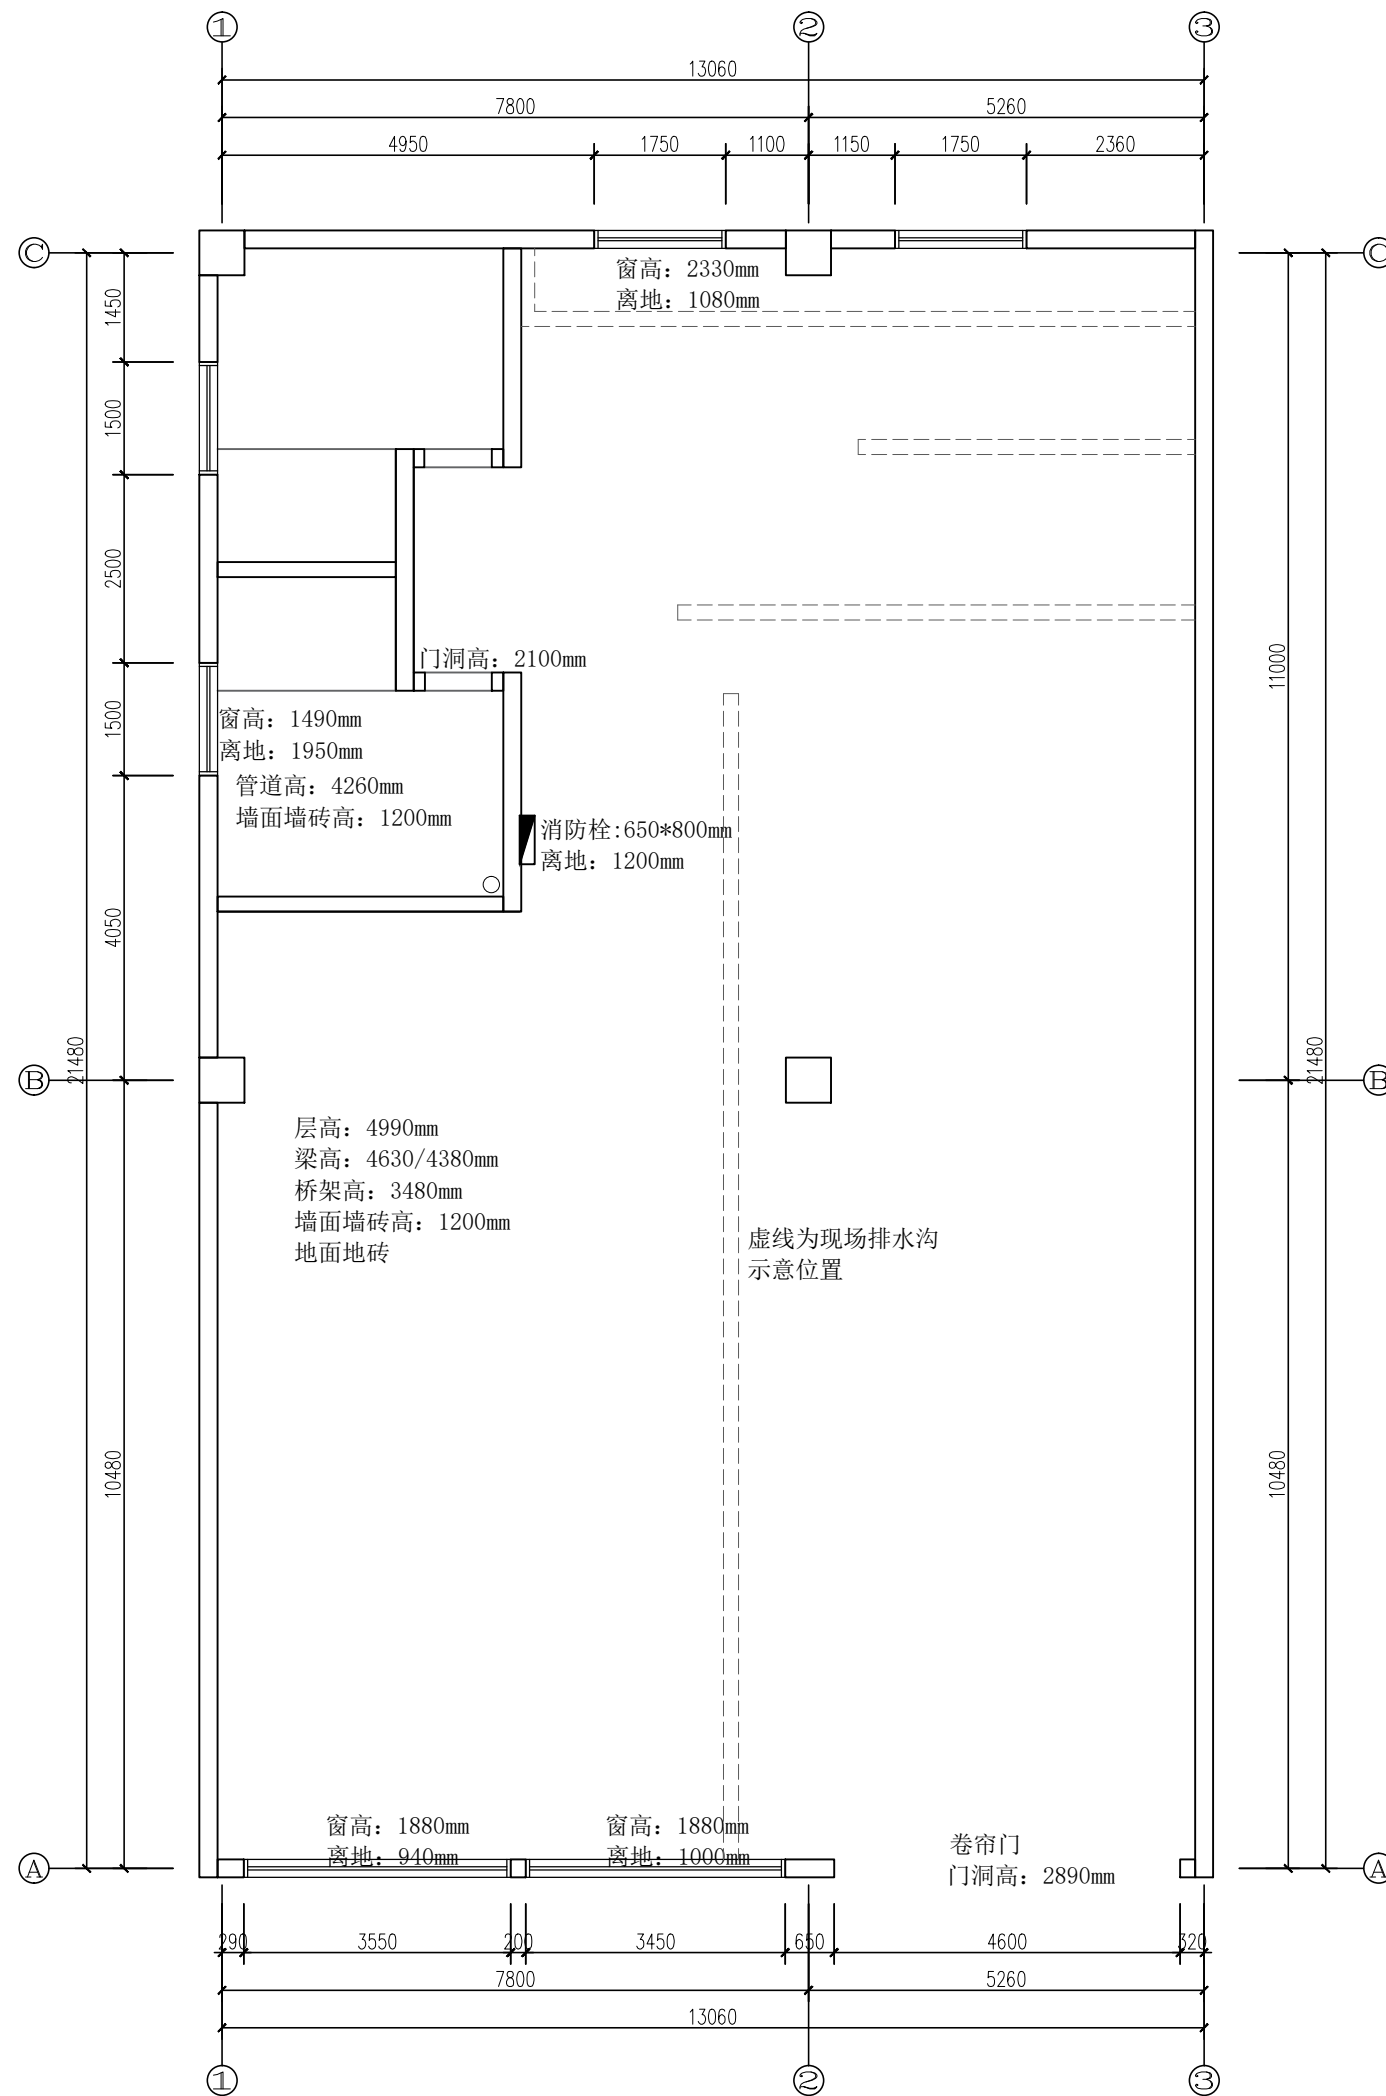 ① ② ③
13060
7800 5260
4950 1750 1100 1150 1750 2360
Ⓒ Ⓒ
窗高：2330mm
离地：1080mm
1450
1500
2500
门洞高：2100mm
11000
1500
窗高：1490mm
离地：1950mm
管道高：4260mm
墙面墙砖高：1200mm
消防栓:650*800mm
离地：1200mm
4050
21480 21480
Ⓑ Ⓑ
层高：4990mm
梁高：4630/4380mm
桥架高：3480mm
墙面墙砖高：1200mm
地面地砖
虚线为现场排水沟
示意位置
10480 10480
窗高：1880mm 窗高：1880mm
离地：940mm 离地：1000mm
卷帘门
门洞高：2890mm
Ⓐ Ⓐ
290 3550 200 3450 650 4600 320
7800 5260
13060
① ② ③